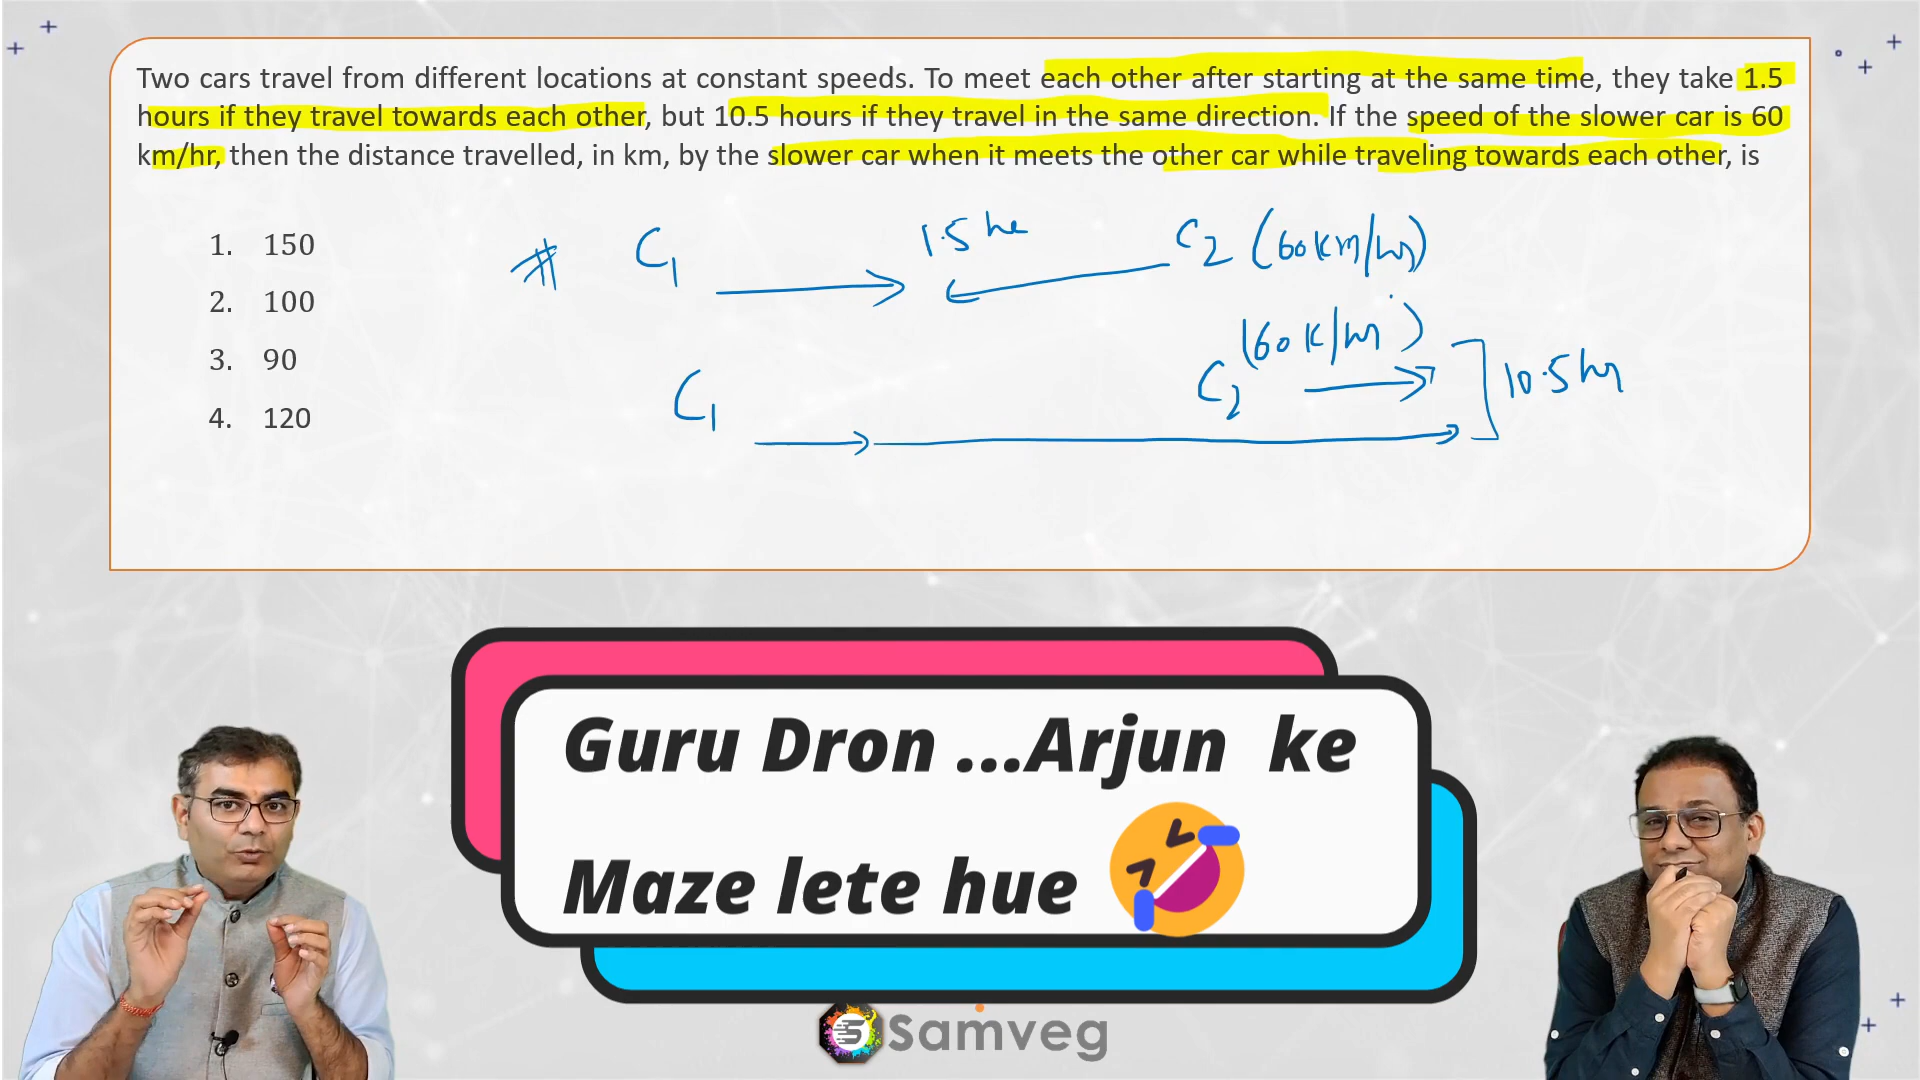 Two cars travel from different locations at constant speeds. To meet each other after starting at the same time, they take 1.5
hours if they travel towards each other, but 10.5 hours if they travel in the same direction. If the speed of the slower car is 60
km/hr, then the distance travelled, in km, by the slower car when it meets the other car while traveling towards each other, is
1. 150
2. 100
3. 90
4. 120
# C1 1.5 hr C2 (60 km/hr)
(60 k/hr)
C1 C2 10.5 hr
Guru Dron ...Arjun ke
Maze lete hue
Samveg